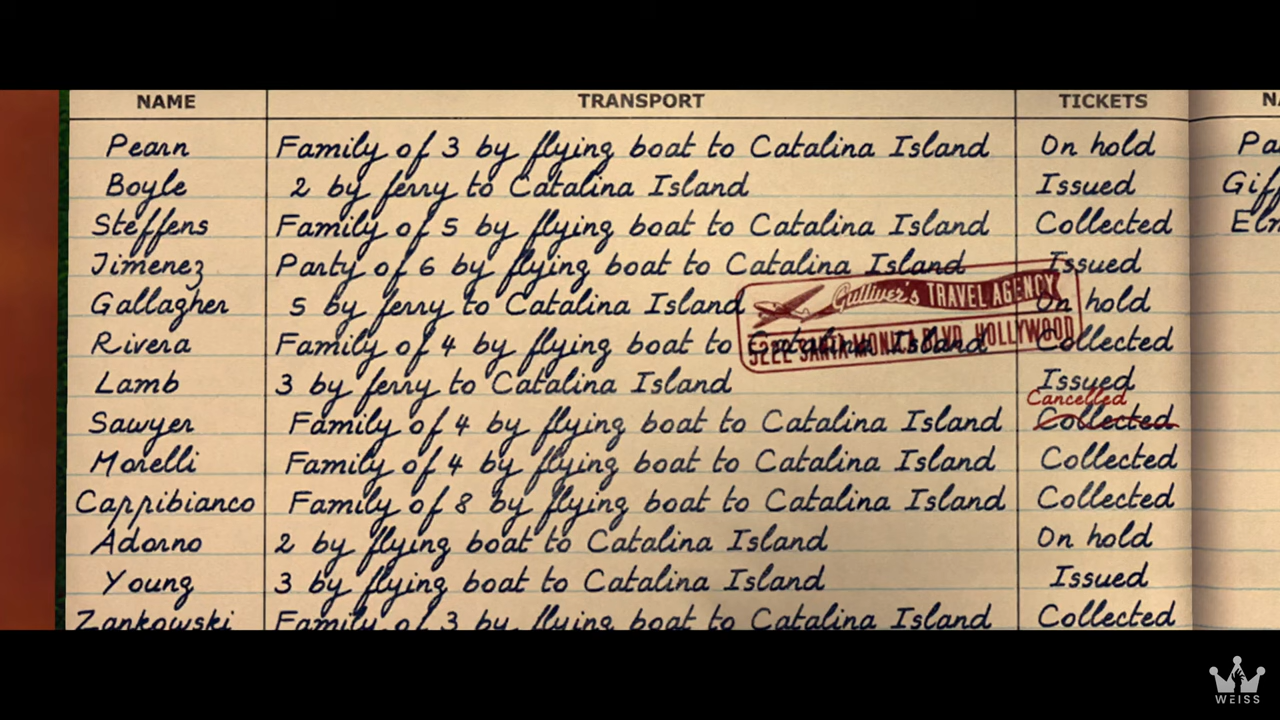 NAME TRANSPORT TICKETS
Pearn Family of 3 by flying boat to Catalina Island On hold
Boyle 2 by ferry to Catalina Island Issued
Steffens Family of 5 by flying boat to Catalina Island Collected
Jimenez Party of 6 by flying boat to Catalina Island Issued
Gallagher 5 by ferry to Catalina Island On hold
Gulliver's TRAVEL AGENCY
5222 SANTA MONICA BLVD. HOLLYWOOD
Rivera Family of 4 by flying boat to Catalina Island Collected
Lamb 3 by ferry to Catalina Island Issued
Cancelled
Sawyer Family of 4 by flying boat to Catalina Island Collected
Morelli Family of 4 by flying boat to Catalina Island Collected
Cappibianco Family of 8 by flying boat to Catalina Island Collected
Adorno 2 by flying boat to Catalina Island On hold
Young 3 by flying boat to Catalina Island Issued
Zankowski Family of 3 by flying boat to Catalina Island Collected
WEISS